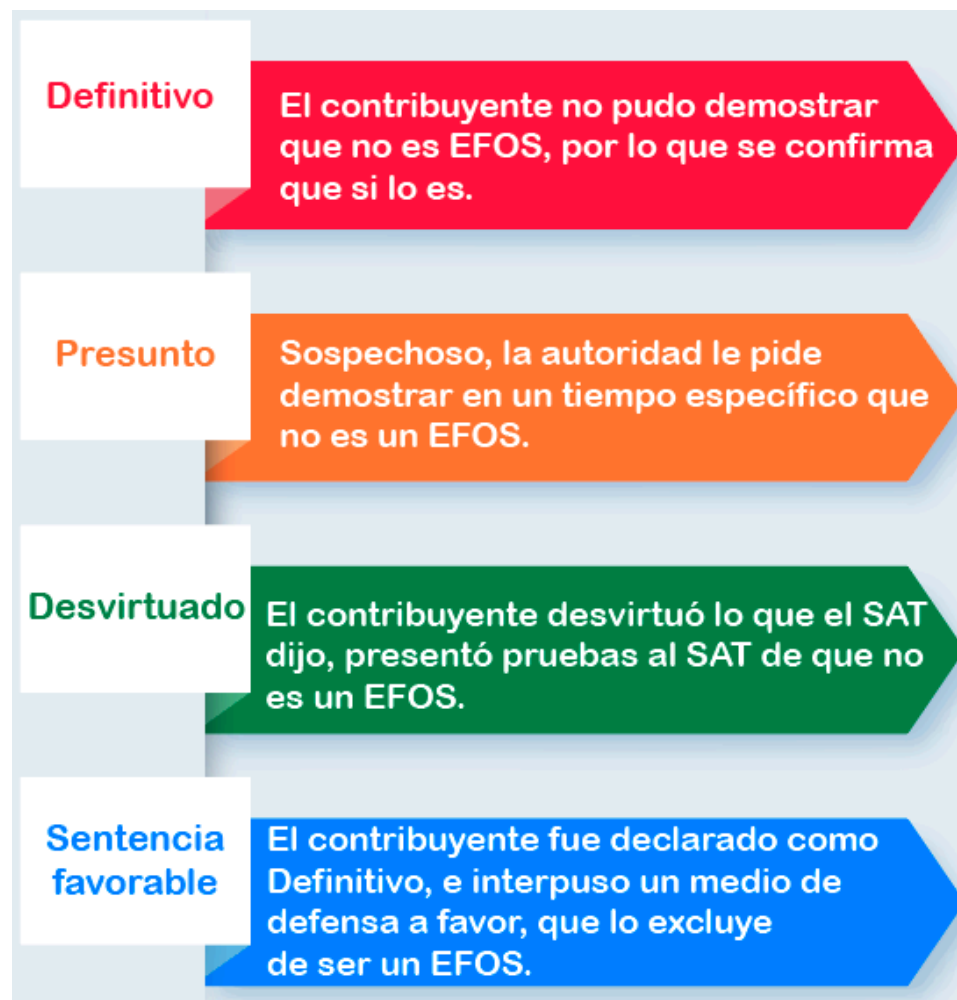 Definitivo
El contribuyente no pudo demostrar
que no es EFOS, por lo que se confirma
que si lo es.
Presunto
Sospechoso, la autoridad le pide
demostrar en un tiempo específico que
no es un EFOS.
Desvirtuado
El contribuyente desvirtuó lo que el SAT
dijo, presentó pruebas al SAT de que no
es un EFOS.
Sentencia
favorable
El contribuyente fue declarado como
Definitivo, e interpuso un medio de
defensa a favor, que lo excluye
de ser un EFOS.